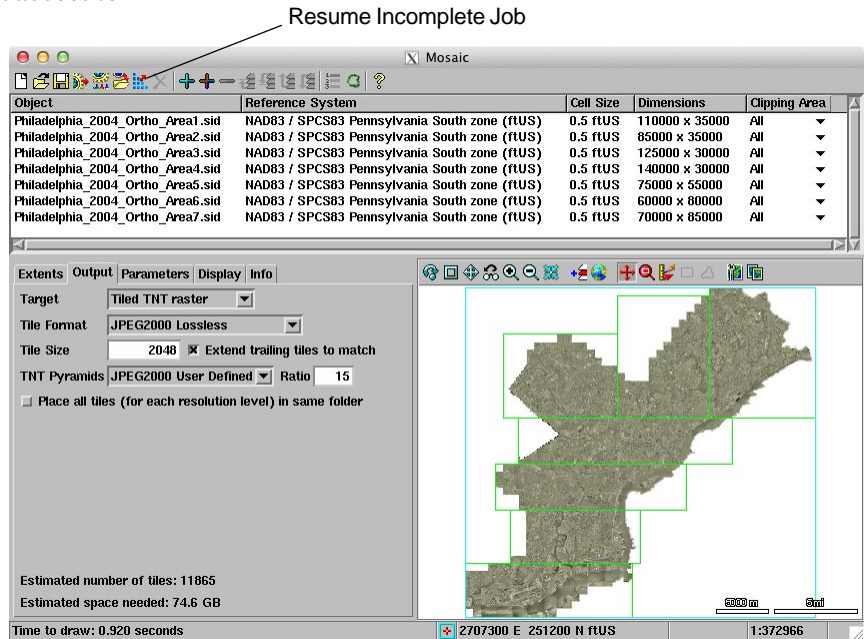 Resume Incomplete Job
Mosaic
Object Reference System Cell Size Dimensions Clipping Area
Philadelphia_2004_Ortho_Area1.sid NAD83 / SPCS83 Pennsylvania South zone (ftUS) 0.5 ftUS 110000 x 35000 All
Philadelphia_2004_Ortho_Area2.sid NAD83 / SPCS83 Pennsylvania South zone (ftUS) 0.5 ftUS 85000 x 35000 All
Philadelphia_2004_Ortho_Area3.sid NAD83 / SPCS83 Pennsylvania South zone (ftUS) 0.5 ftUS 125000 x 30000 All
Philadelphia_2004_Ortho_Area4.sid NAD83 / SPCS83 Pennsylvania South zone (ftUS) 0.5 ftUS 140000 x 30000 All
Philadelphia_2004_Ortho_Area5.sid NAD83 / SPCS83 Pennsylvania South zone (ftUS) 0.5 ftUS 75000 x 55000 All
Philadelphia_2004_Ortho_Area6.sid NAD83 / SPCS83 Pennsylvania South zone (ftUS) 0.5 ftUS 60000 x 80000 All
Philadelphia_2004_Ortho_Area7.sid NAD83 / SPCS83 Pennsylvania South zone (ftUS) 0.5 ftUS 70000 x 85000 All
Extents Output Parameters Display Info
Target Tiled TNT raster
Tile Format JPEG2000 Lossless
Tile Size 2048 Extend trailing tiles to match
TNT Pyramids JPEG2000 User Defined Ratio 15
Place all tiles (for each resolution level) in same folder
Estimated number of tiles: 11865
Estimated space needed: 74.6 GB
5mi
Time to draw: 0.920 seconds 2707300 E 251200 N ftUS 1:372966